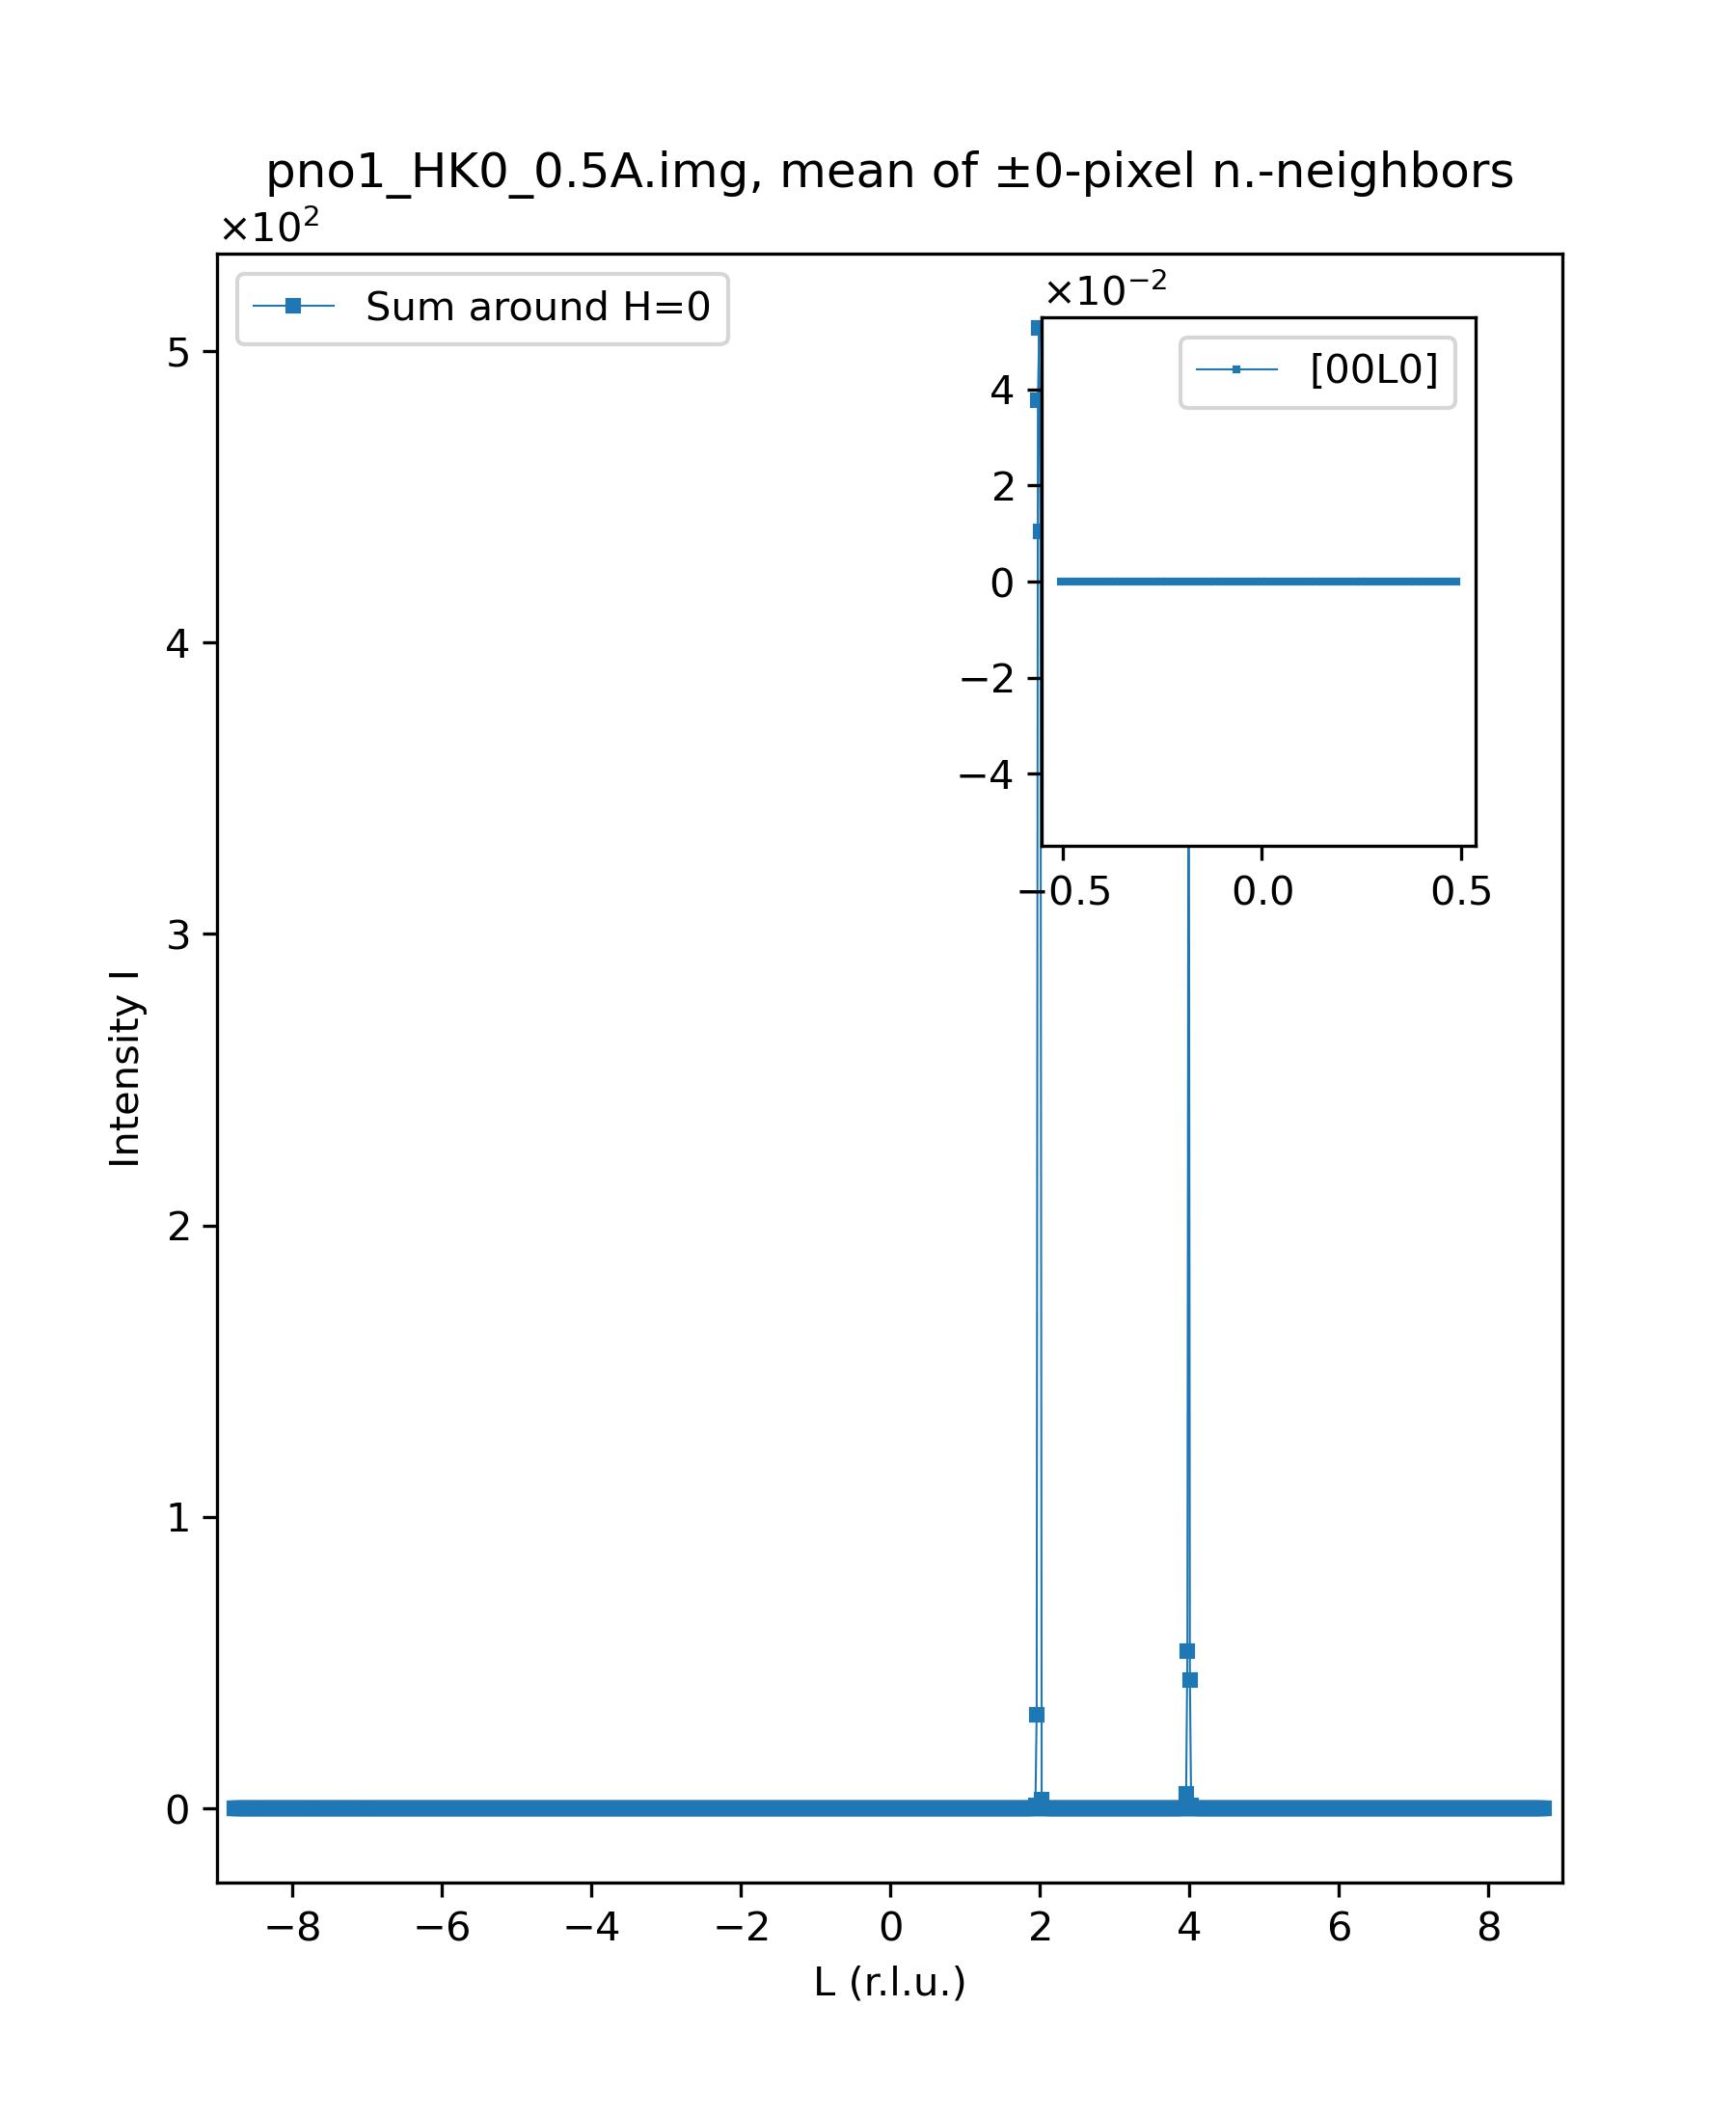 pno1_HK0_0.5A.img, mean of ±0-pixel n.-neighbors
×10²
Sum around H=0
5
4
3
2
1
0
Intensity I
×10⁻²
[00L0]
4
2
0
−2
−4
−0.5 0.0 0.5
−8 −6 −4 −2 0 2 4 6 8
L (r.l.u.)